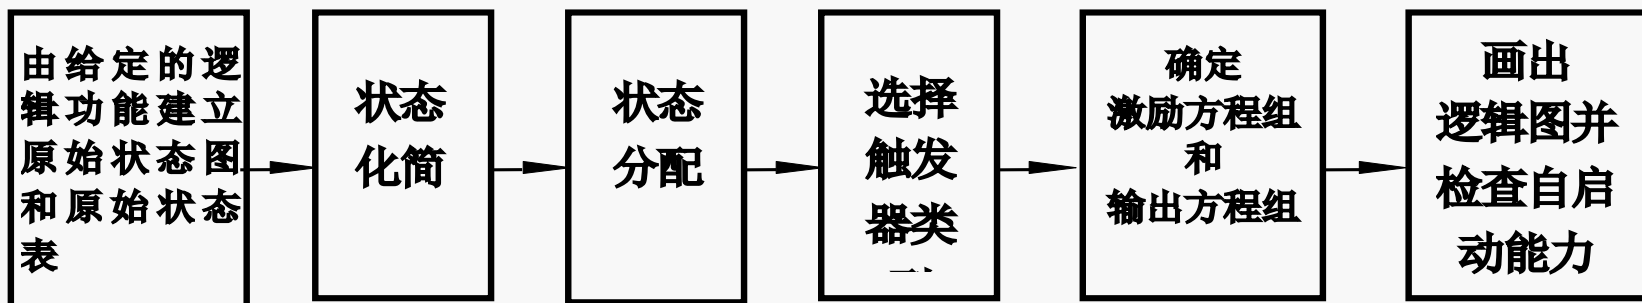 由给定的逻
辑功能建立
原始状态图
和原始状态
表
状态
化简
状态
分配
选择
触发
器类
确定
激励方程组
和
输出方程组
画出
逻辑图并
检查自启
动能力